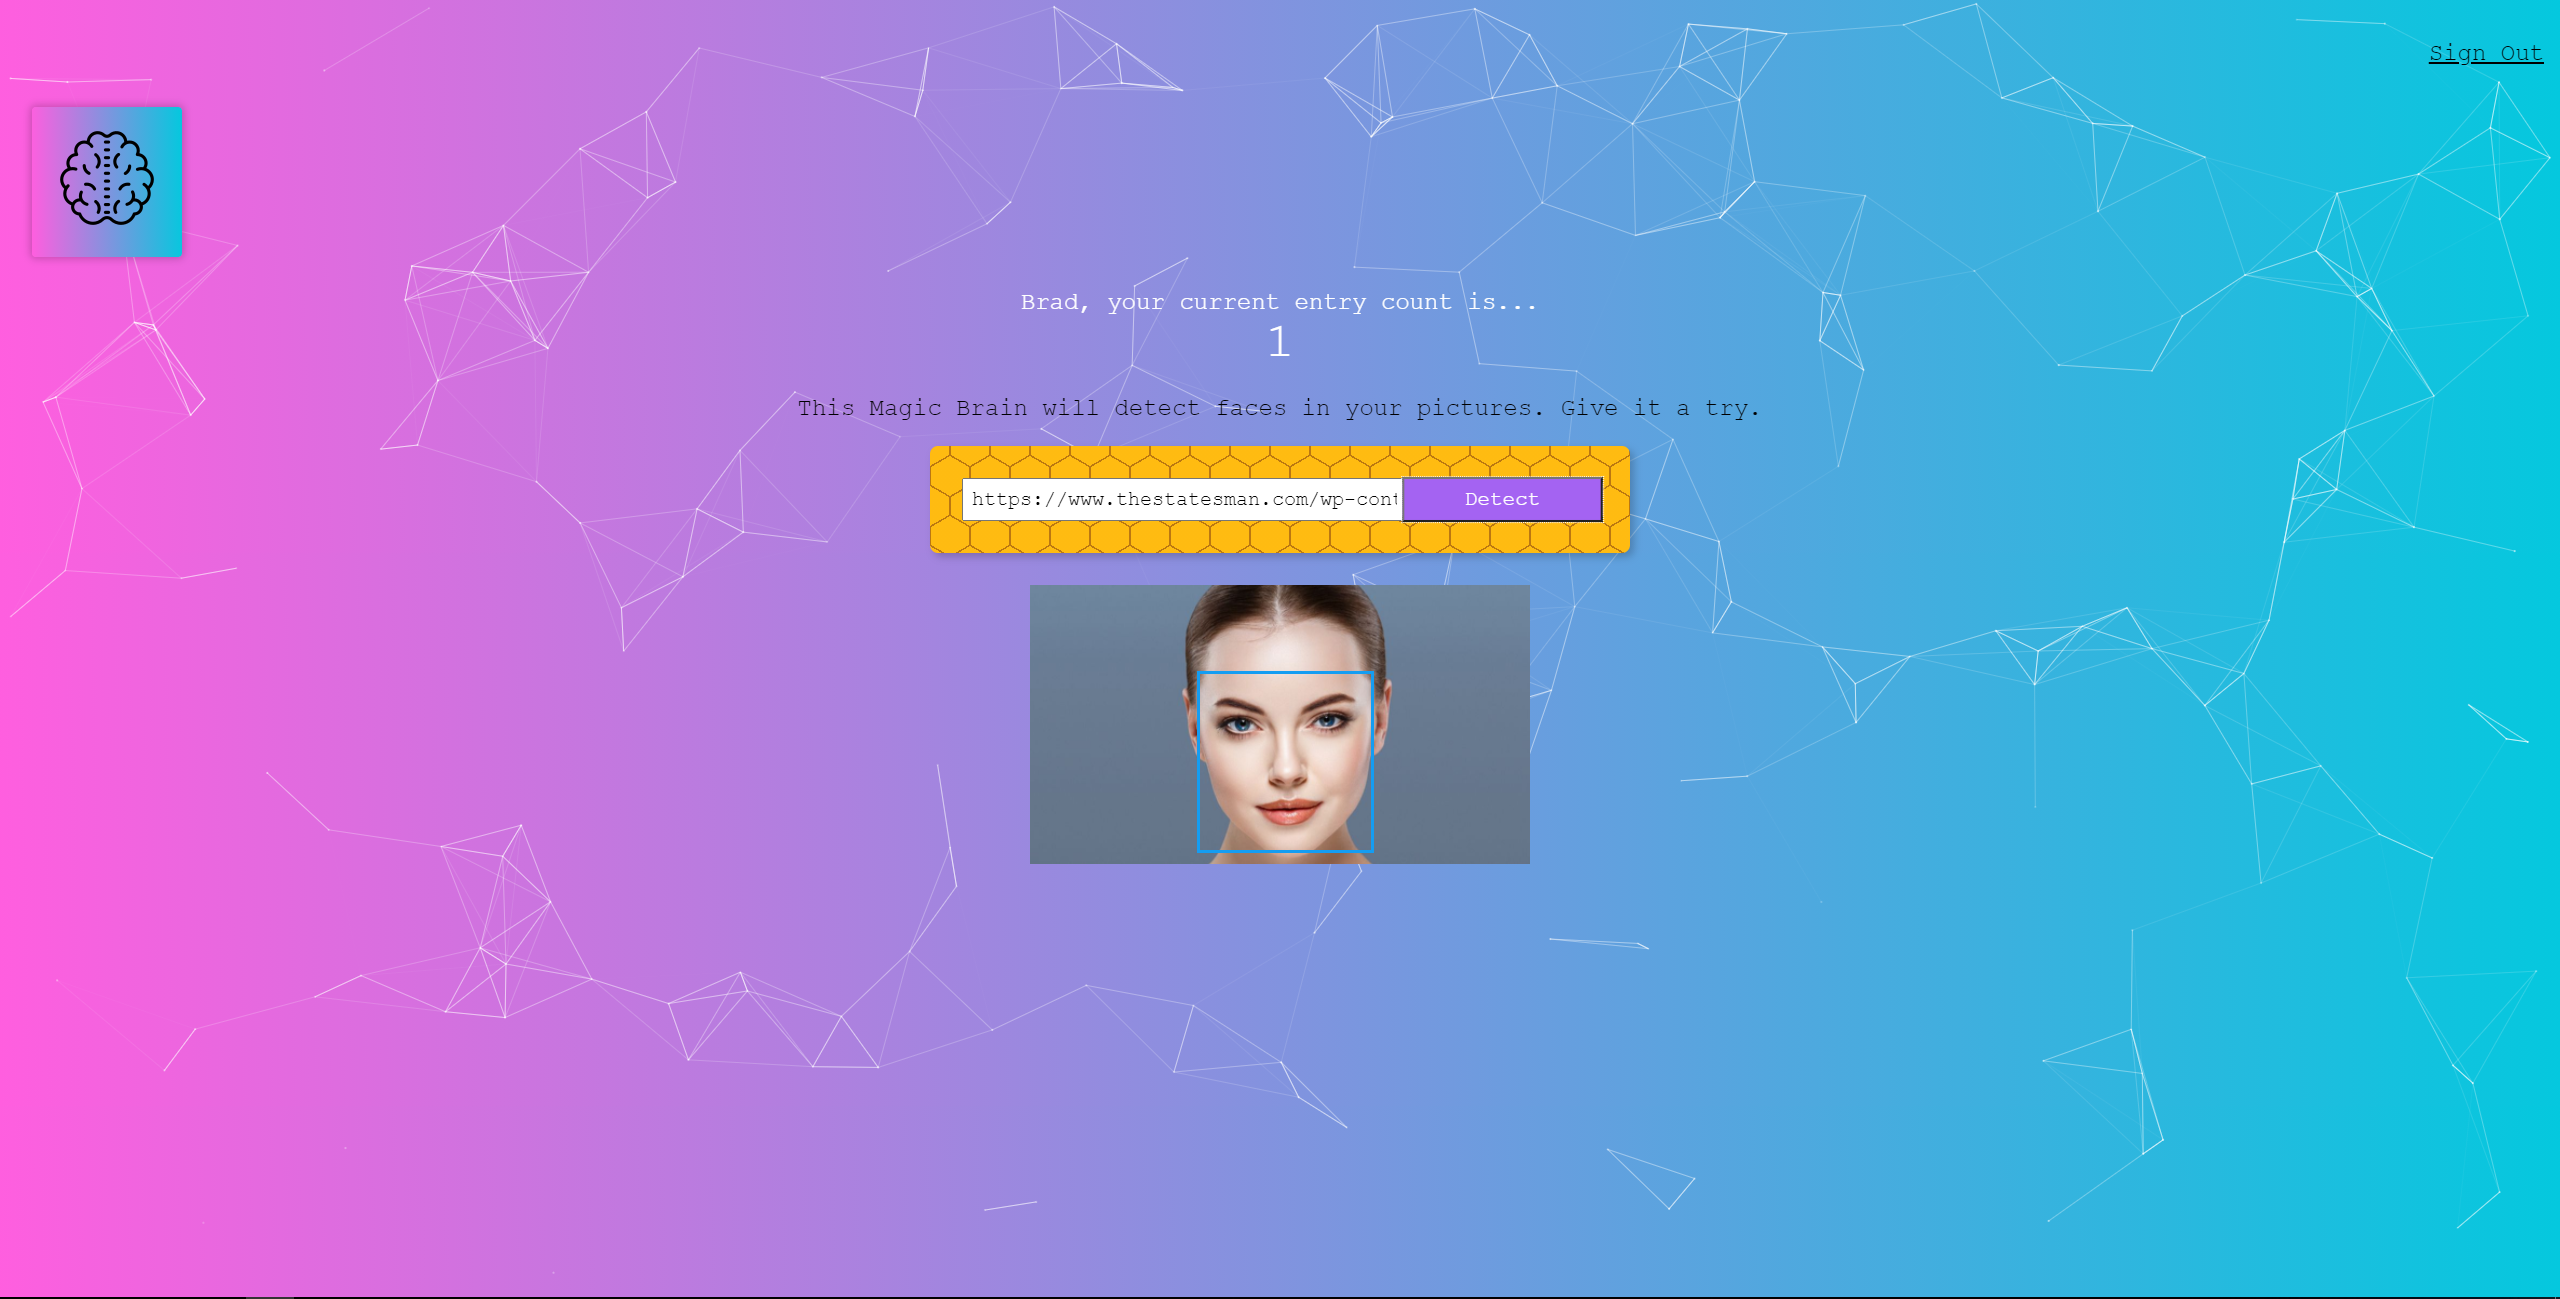 Sign Out
Brad, your current entry count is...
1
This Magic Brain will detect faces in your pictures. Give it a try.
https://www.thestatesman.com/wp-cont
Detect